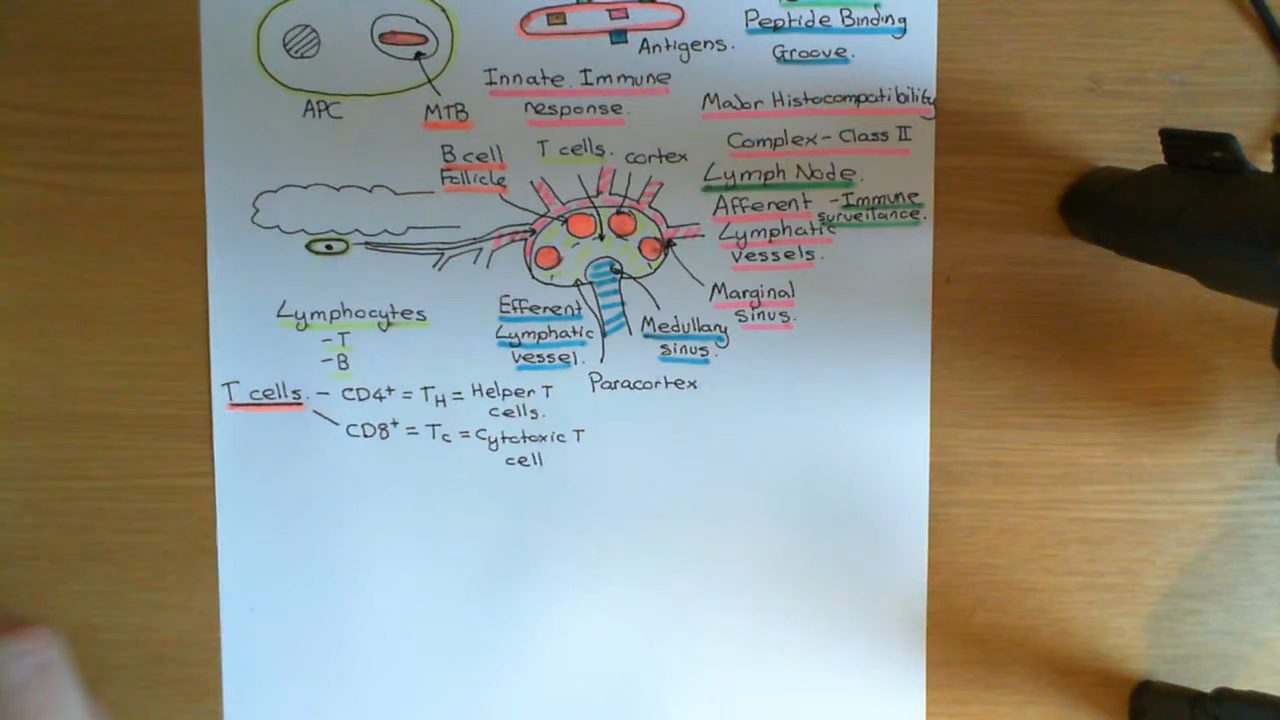 Peptide Binding
Groove.
Antigens.
Innate Immune
response.
APC
MTB
Major Histocompatibility
Complex - Class II
B cell
Follicle
T cells.
cortex
Lymph Node.
Afferent
Lymphatic
vessels.
- Immune
surveilance.
Marginal
sinus.
Efferent
Lymphatic
vessel.
Medullary
sinus.
Paracortex
Lymphocytes
- T
- B
T cells. - CD4⁺ = TH = Helper T
cells.
CD8⁺ = Tc = Cytotoxic T
cell